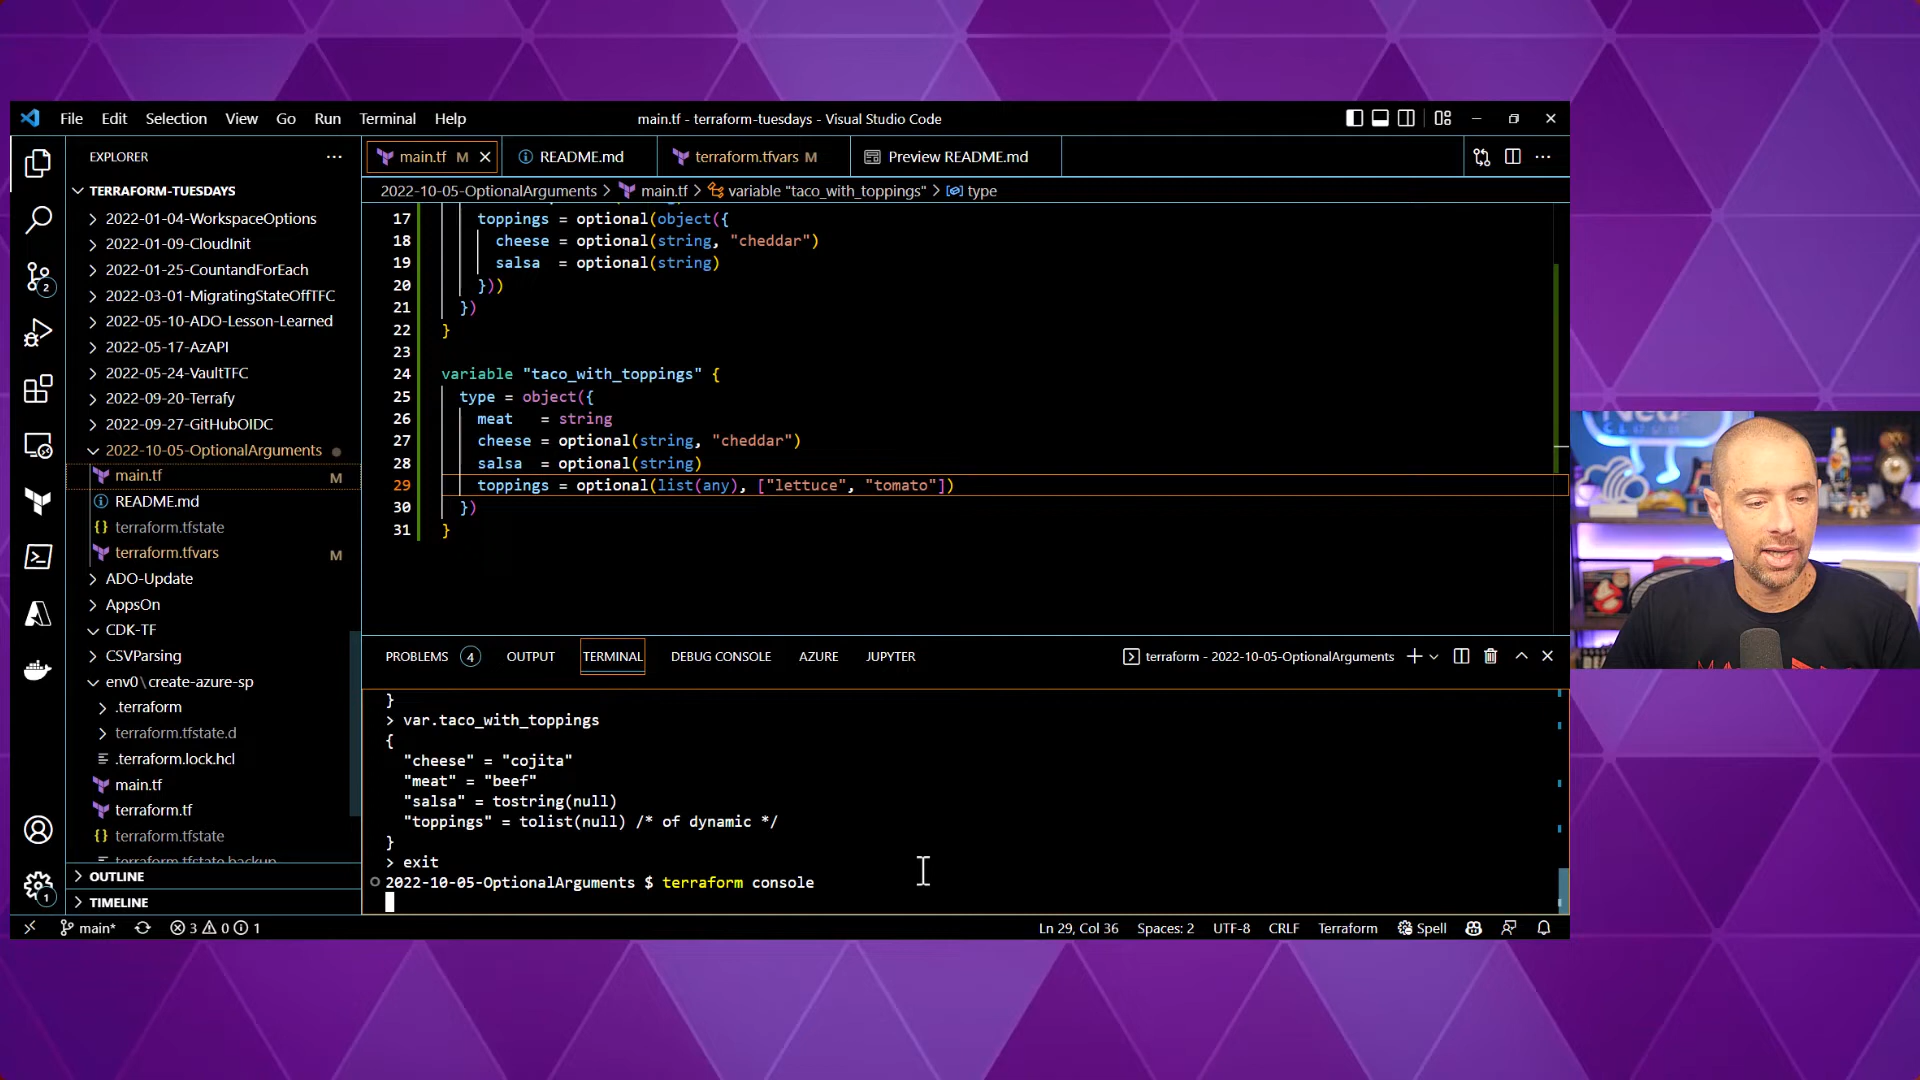 File Edit Selection View Go Run Terminal Help
main.tf - terraform-tuesdays - Visual Studio Code
EXPLORER
TERRAFORM-TUESDAYS
2022-01-04-WorkspaceOptions
2022-01-09-CloudInit
2022-01-25-CountandForEach
2022-03-01-MigratingStateOffTFC
2022-05-10-ADO-Lesson-Learned
2022-05-17-AzAPI
2022-05-24-VaultTFC
2022-09-20-Terrafy
2022-09-27-GitHubOIDC
2022-10-05-OptionalArguments
main.tf M
README.md
terraform.tfstate
terraform.tfvars M
ADO-Update
AppsOn
CDK-TF
CSVParsing
env0\create-azure-sp
.terraform
terraform.tfstate.d
.terraform.lock.hcl
main.tf
terraform.tf
terraform.tfstate
terraform.tfstate.backup
OUTLINE
TIMELINE
2
1
main.tf M
README.md
terraform.tfvars M
Preview README.md
2022-10-05-OptionalArguments > main.tf > variable "taco_with_toppings" > type
17 toppings = optional(object({
18 cheese = optional(string, "cheddar")
19 salsa = optional(string)
20 }))
21 })
22 }
23
24 variable "taco_with_toppings" {
25 type = object({
26 meat = string
27 cheese = optional(string, "cheddar")
28 salsa = optional(string)
29 toppings = optional(list(any), ["lettuce", "tomato"])
30 })
31 }
PROBLEMS 4 OUTPUT TERMINAL DEBUG CONSOLE AZURE JUPYTER
terraform - 2022-10-05-OptionalArguments
}
> var.taco_with_toppings
{
"cheese" = "cojita"
"meat" = "beef"
"salsa" = tostring(null)
"toppings" = tolist(null) /* of dynamic */
}
> exit
2022-10-05-OptionalArguments $ terraform console
main* 3 0 1
Ln 29, Col 36 Spaces: 2 UTF-8 CRLF Terraform Spell